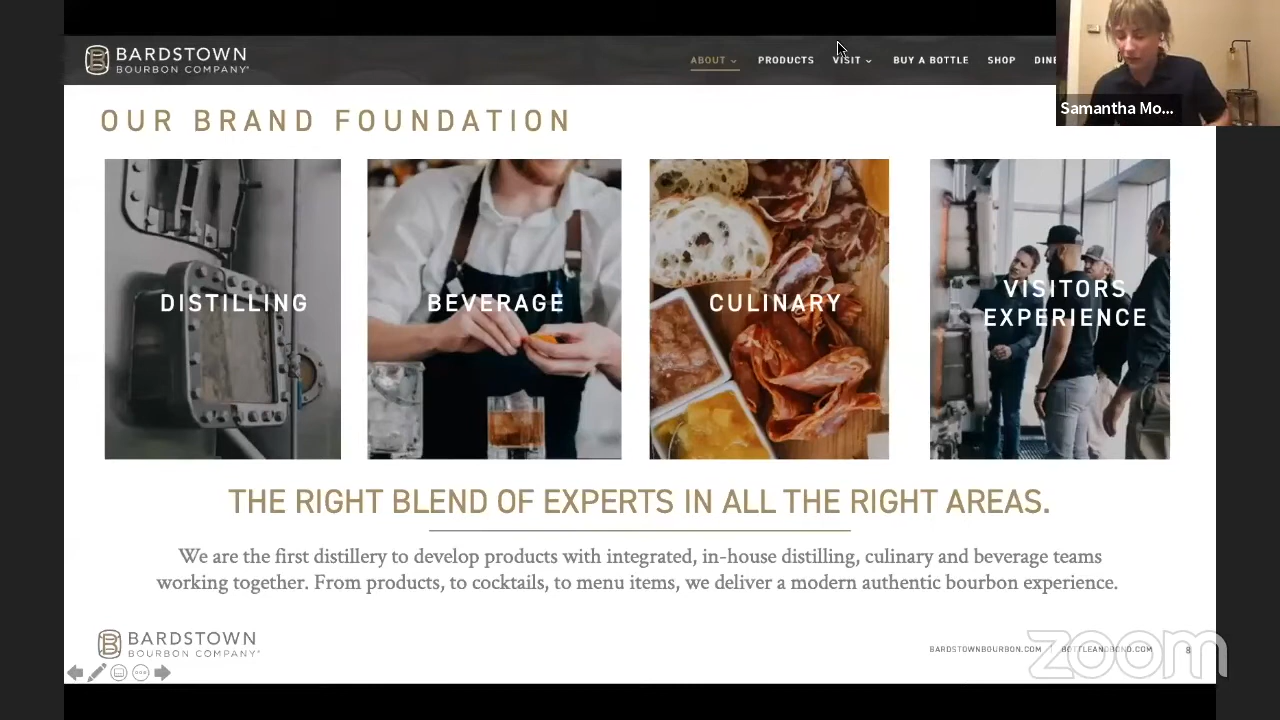 BARDSTOWN
BOURBON COMPANY
ABOUT PRODUCTS VISIT BUY A BOTTLE SHOP DINE
Samantha Mo...
OUR BRAND FOUNDATION
DISTILLING
BEVERAGE
CULINARY
VISITORS
EXPERIENCE
THE RIGHT BLEND OF EXPERTS IN ALL THE RIGHT AREAS.
We are the first distillery to develop products with integrated, in-house distilling, culinary and beverage teams
working together. From products, to cocktails, to menu items, we deliver a modern authentic bourbon experience.
BARDSTOWN
BOURBON COMPANY
BARDSTOWNBOURBON.COM | BOTTLEANDBOND.COM 8
zoom